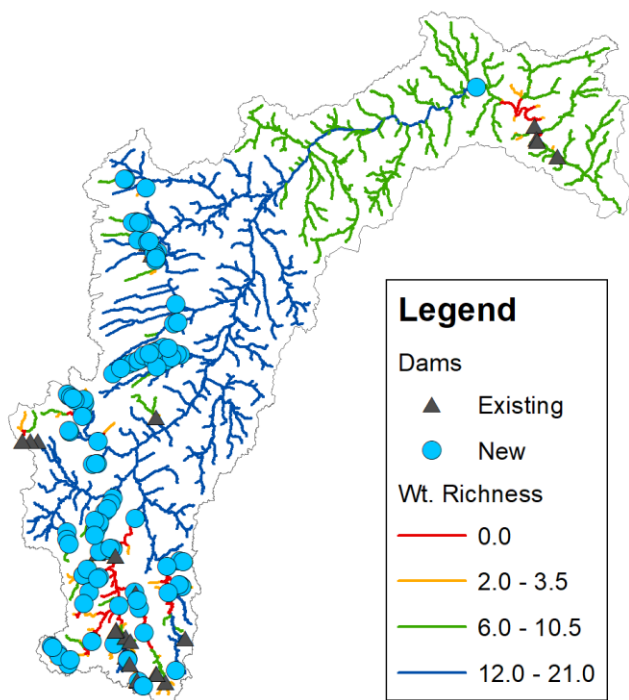 Legend
Dams
Existing
New
Wt. Richness
0.0
2.0 - 3.5
6.0 - 10.5
12.0 - 21.0